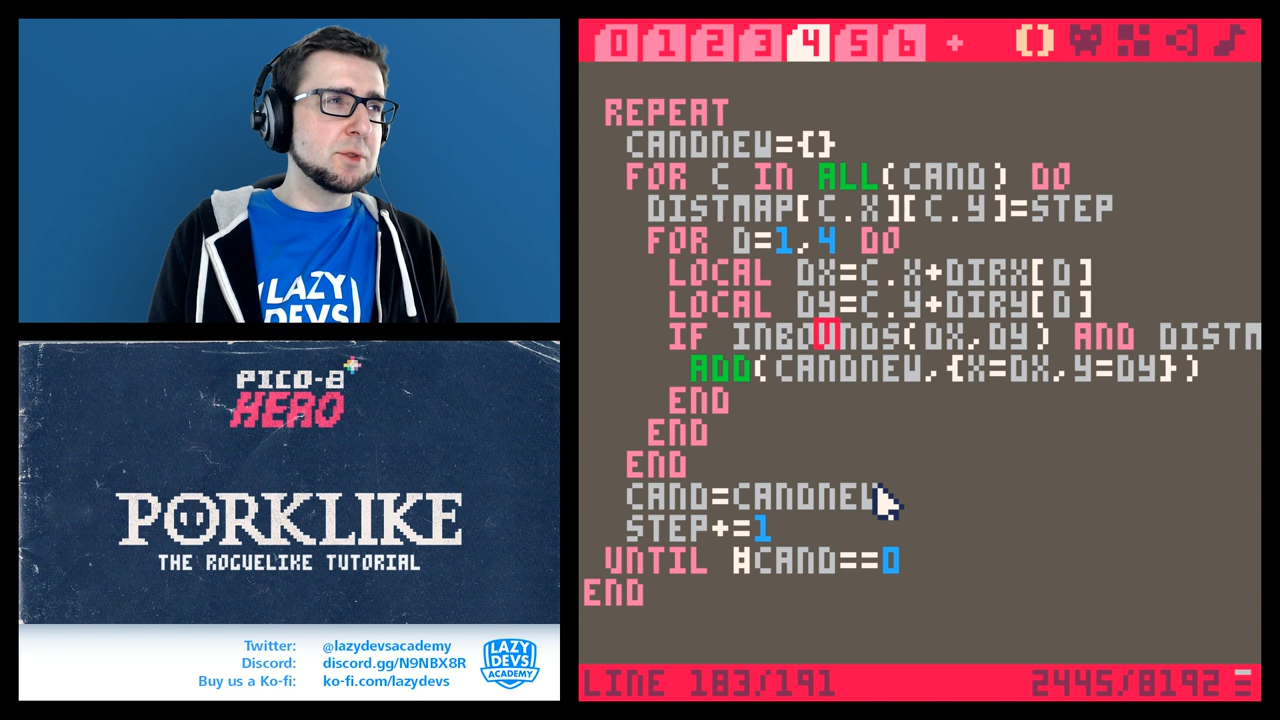 LAZY
DEVS
PICO-8
HERO
PORKLIKE
THE ROGUELIKE TUTORIAL
Twitter: @lazydevsacademy
Discord: discord.gg/N9NBX8R
Buy us a Ko-fi: ko-fi.com/lazydevs
LAZY
DEVS
ACADEMY
0 1 2 3 4 5 6 +
REPEAT
CANDNEW={}
FOR C IN ALL(CAND) DO
DISTMAP[C.X][C.Y]=STEP
FOR D=1,4 DO
LOCAL DX=C.X+DIRX[D]
LOCAL DY=C.Y+DIRY[D]
IF INBOUNDS(DX,DY) AND DISTM
ADD(CANDNEW,{X=DX,Y=DY})
END
END
END
CAND=CANDNEW
STEP+=1
UNTIL #CAND==0
END
LINE 183/191 2445/8192